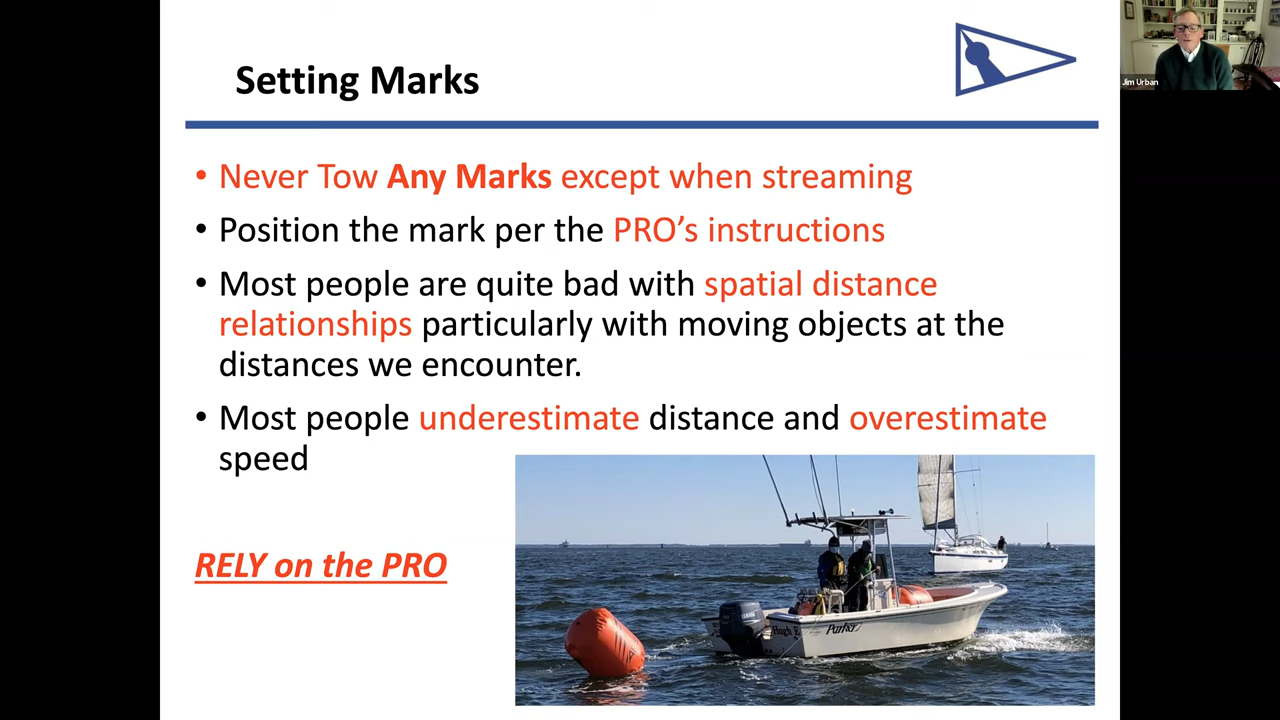 Setting Marks
Jim Urban
• Never Tow Any Marks except when streaming
• Position the mark per the PRO’s instructions
• Most people are quite bad with spatial distance
relationships particularly with moving objects at the
distances we encounter.
• Most people underestimate distance and overestimate
speed
RELY on the PRO
Hugh E
Parker
YAMAHA